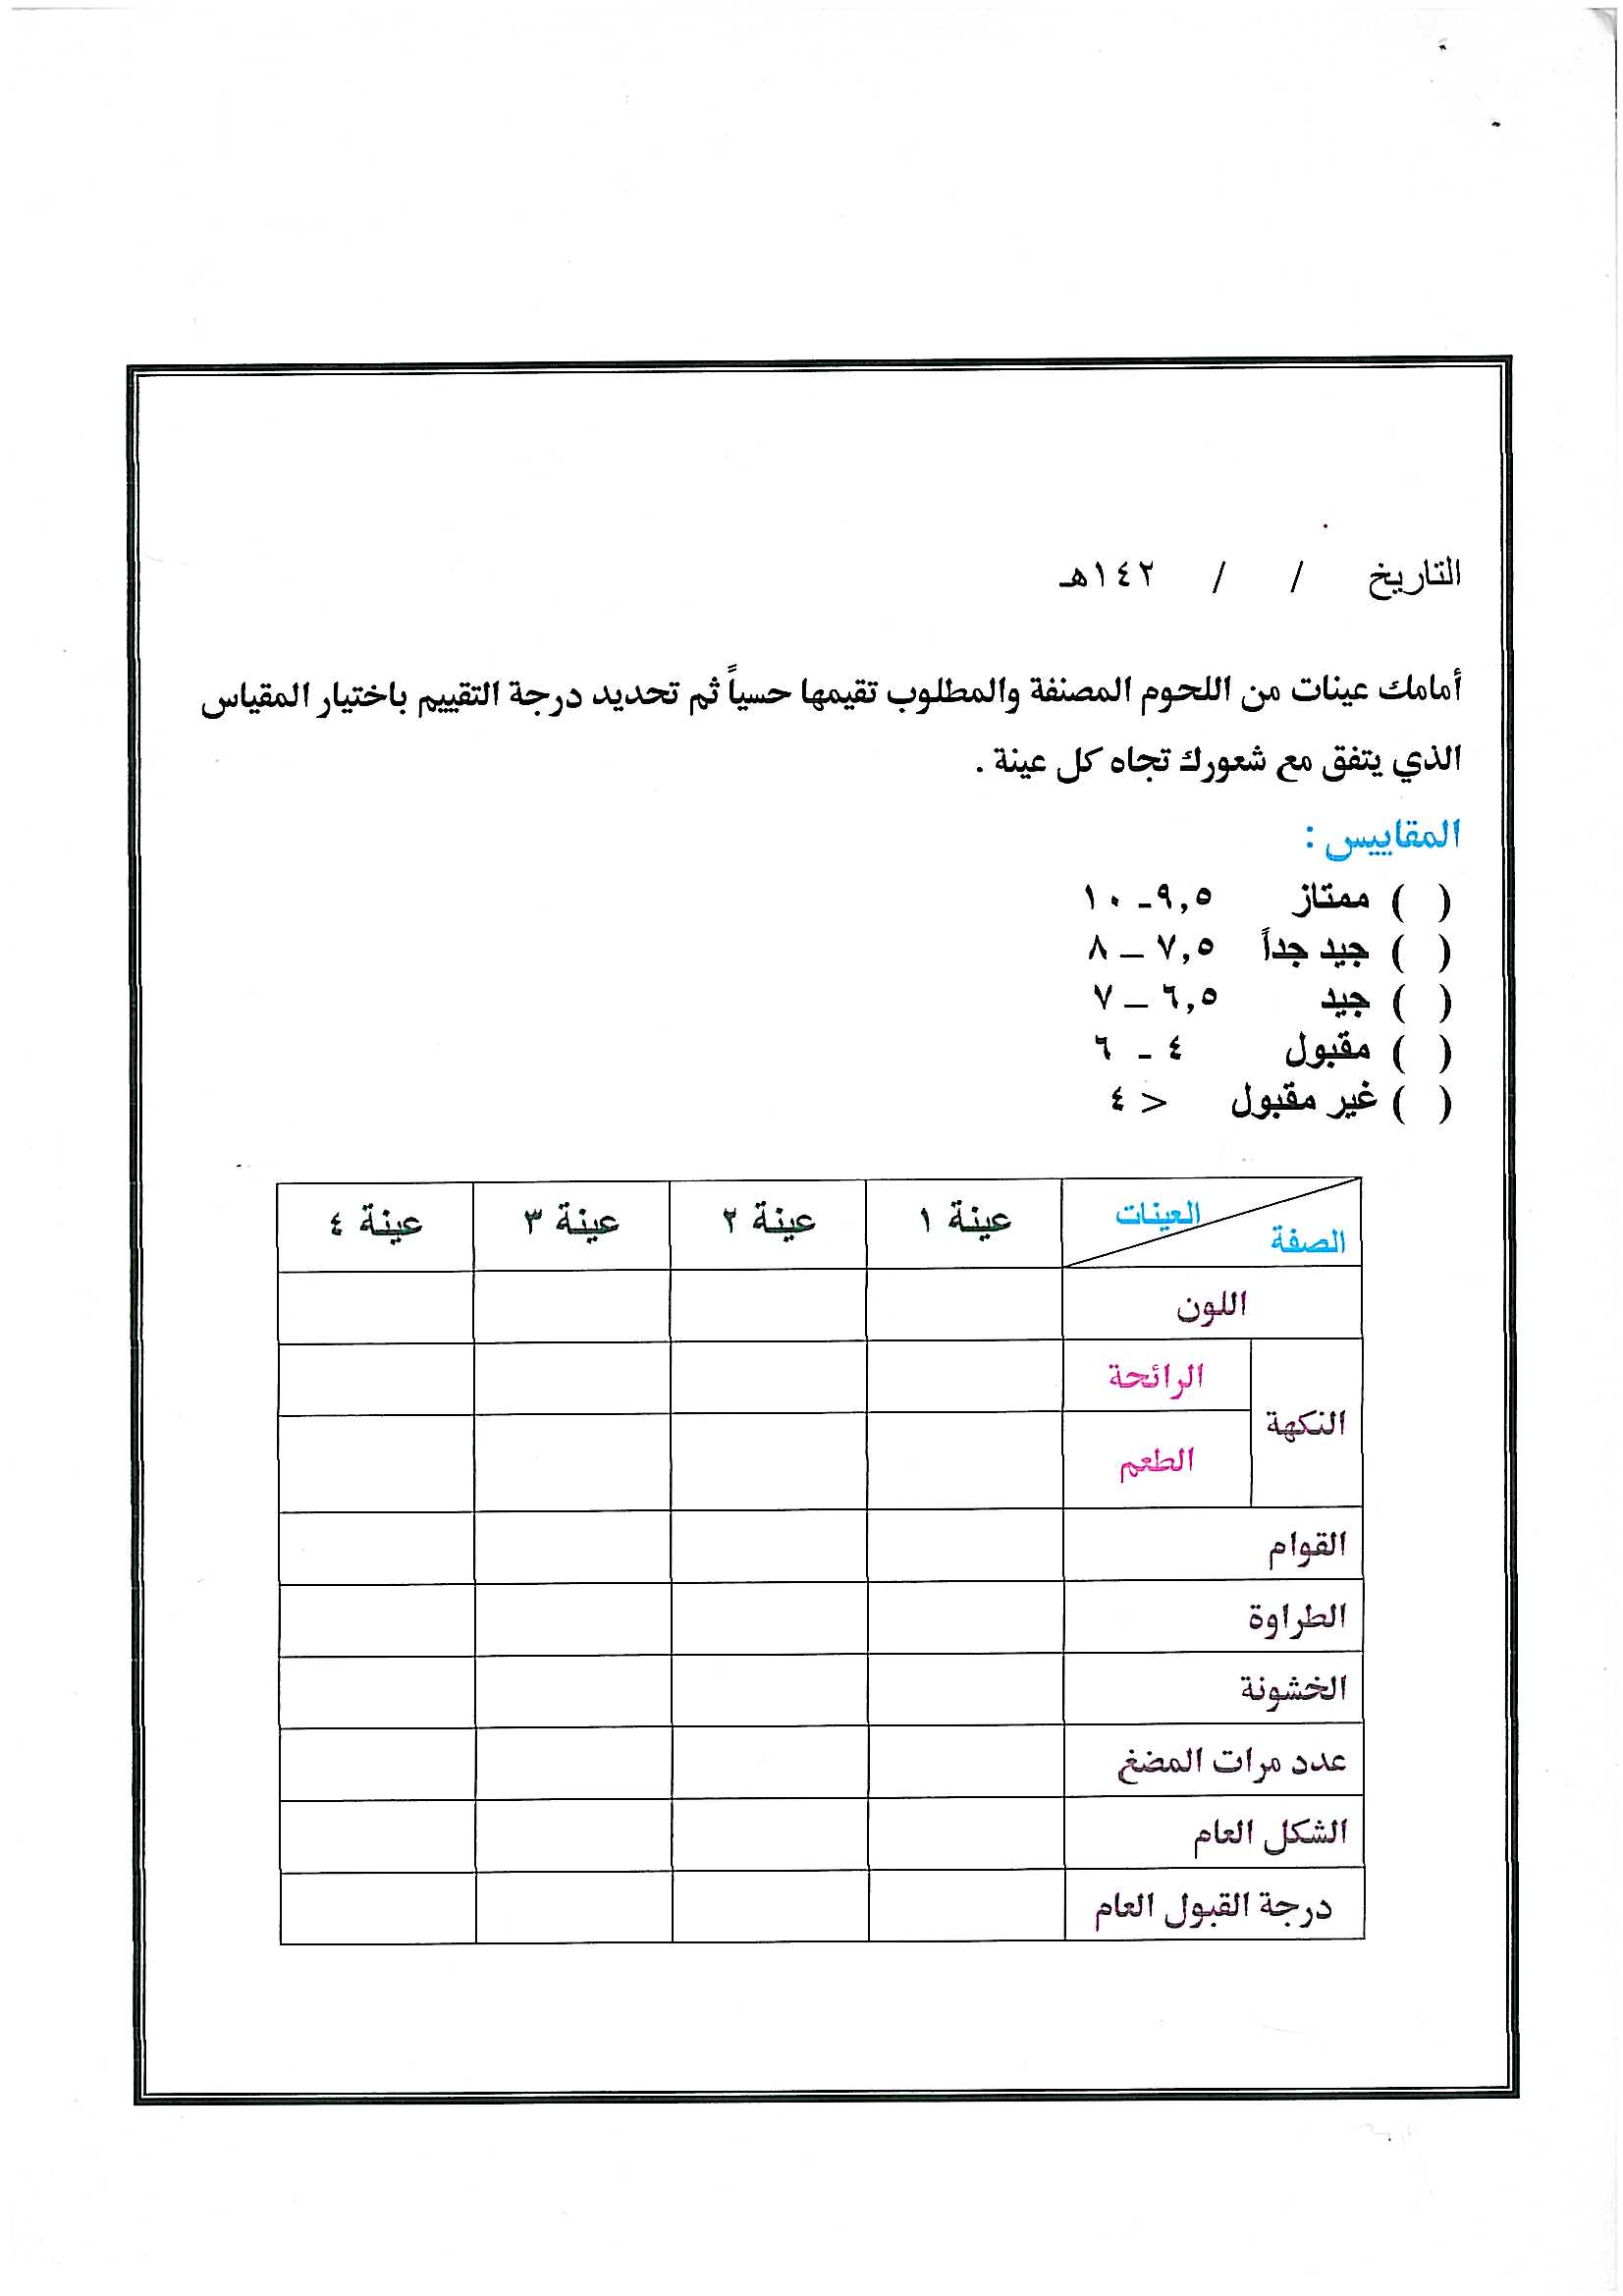 التاريخ / / ١٤٢هـ
أمامك عينات من اللحوم المصنفة والمطلوب تقيمها حسياً ثم تحديد درجة التقييم باختيار المقياس
الذي يتفق مع شعورك تجاه كل عينة .
المقاييس :
( ) ممتاز ٩,٥- ١٠
( ) جيد جداً ٧,٥ – ٨
( ) جيد ٦,٥ – ٧
( ) مقبول ٤ - ٦
( ) غير مقبول < ٤
العينات عينة ١ عينة ٢ عينة ٣ عينة ٤
الصفة
اللون
الرائحة
النكهة
الطعم
القوام
الطراوة
الخشونة
عدد مرات المضغ
الشكل العام
درجة القبول العام